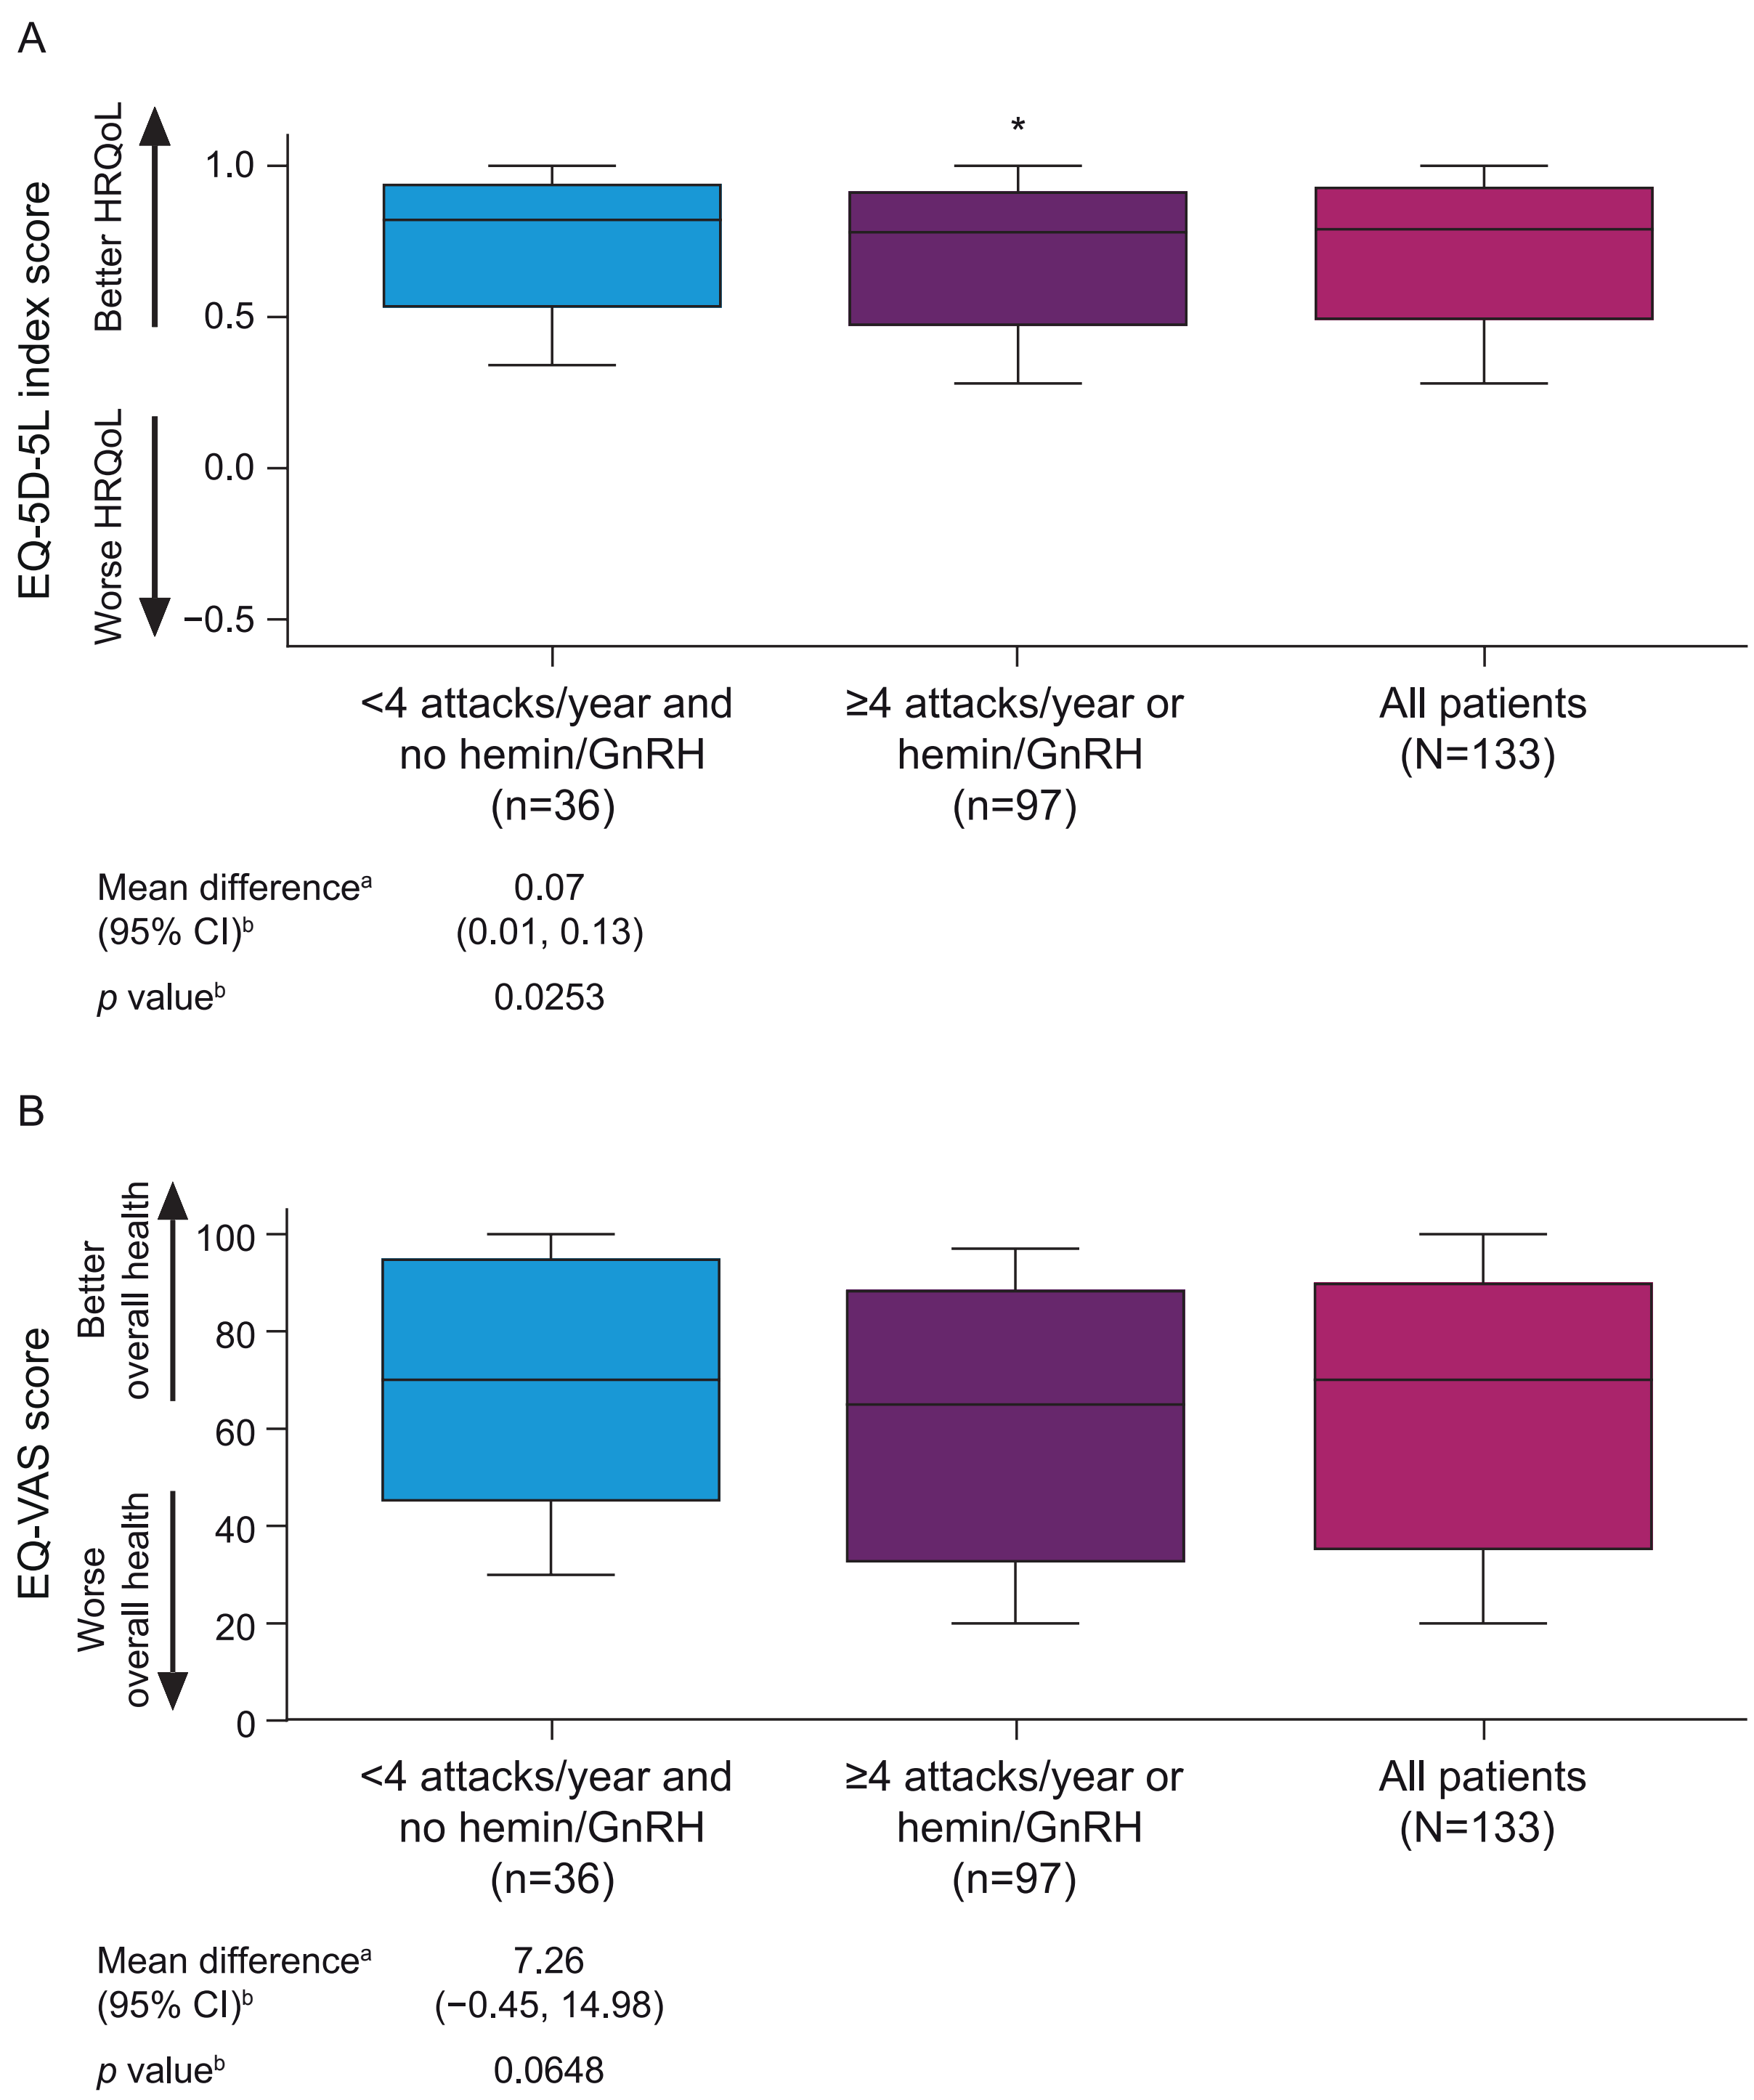 A
EQ-5D-5L index score
Better HRQoL
Worse HRQoL
1.0
0.5
0.0
−0.5
*
<4 attacks/year and
no hemin/GnRH
(n=36)
≥4 attacks/year or
hemin/GnRH
(n=97)
All patients
(N=133)
Mean differenceᵃ 0.07
(95% CI)ᵇ (0.01, 0.13)
p valueᵇ 0.0253
B
EQ-VAS score
Better
overall health
Worse
overall health
100
80
60
40
20
0
<4 attacks/year and
no hemin/GnRH
(n=36)
≥4 attacks/year or
hemin/GnRH
(n=97)
All patients
(N=133)
Mean differenceᵃ 7.26
(95% CI)ᵇ (−0.45, 14.98)
p valueᵇ 0.0648